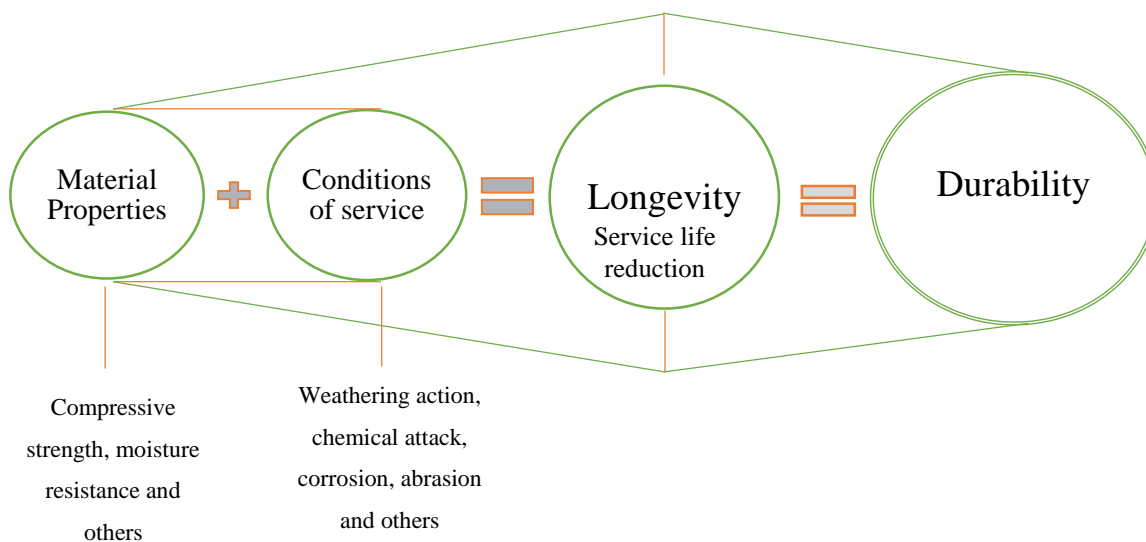 Material
Properties
Conditions
of service
Longevity
Service life
reduction
Durability
Compressive
strength, moisture
resistance and
others
Weathering action,
chemical attack,
corrosion, abrasion
and others